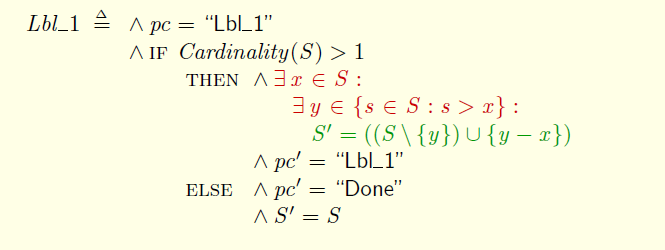 Lbl_1 ≜ ∧ pc = “Lbl_1”
∧ IF Cardinality(S) > 1
THEN ∧ ∃ x ∈ S :
∃ y ∈ {s ∈ S : s > x} :
S′ = ((S \ {y}) ∪ {y − x})
∧ pc′ = “Lbl_1”
ELSE ∧ pc′ = “Done”
∧ S′ = S